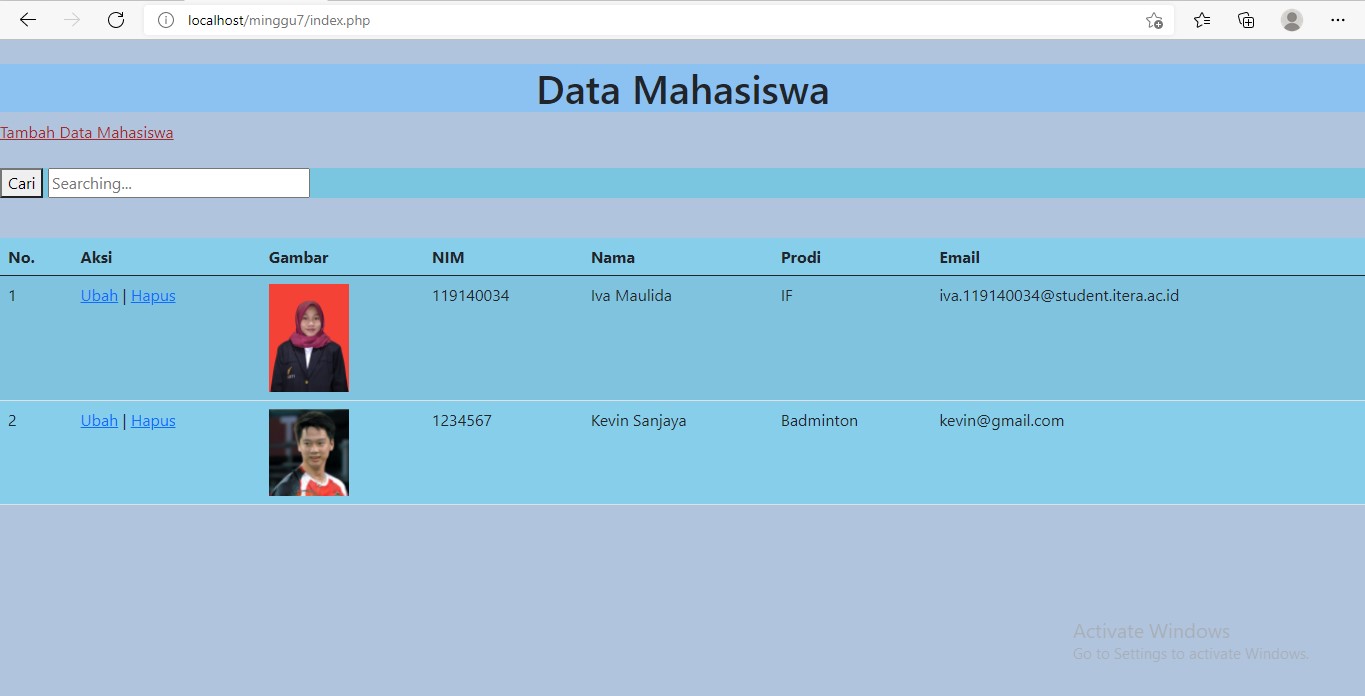 localhost/minggu7/index.php
Data Mahasiswa
Tambah Data Mahasiswa
Cari Searching...
No. Aksi Gambar NIM Nama Prodi Email
1 Ubah | Hapus 119140034 Iva Maulida IF iva.119140034@student.itera.ac.id
2 Ubah | Hapus 1234567 Kevin Sanjaya Badminton kevin@gmail.com
Activate Windows
Go to Settings to activate Windows.